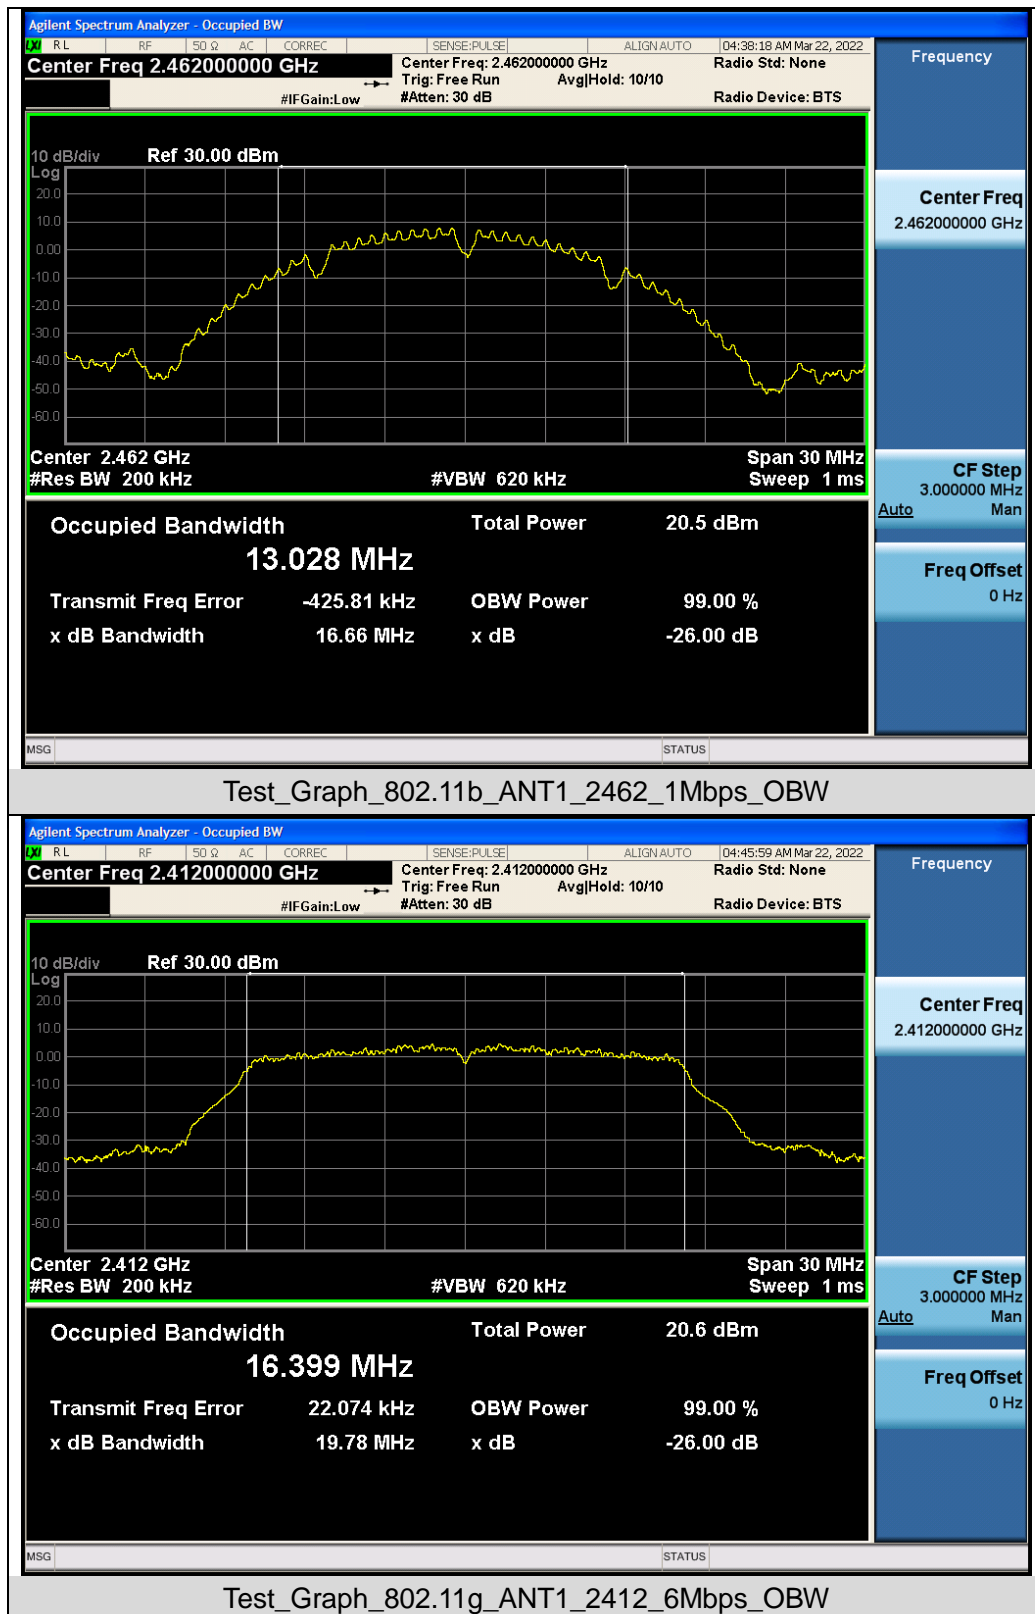 Agilent Spectrum Analyzer - Occupied BW
LXI RL RF 50 Ω AC CORREC SENSE:PULSE ALIGN AUTO 04:38:18 AM Mar 22, 2022
Center Freq 2.462000000 GHz
Center Freq: 2.462000000 GHz Radio Std: None
Trig: Free Run Avg|Hold: 10/10
#IFGain:Low #Atten: 30 dB Radio Device: BTS
Frequency
10 dB/div Ref 30.00 dBm
Log
20.0
10.0
0.00
-10.0
-20.0
-30.0
-40.0
-50.0
-60.0
Center 2.462 GHz Span 30 MHz
#Res BW 200 kHz #VBW 620 kHz Sweep 1 ms
Center Freq
2.462000000 GHz
CF Step
3.000000 MHz
Auto Man
Freq Offset
0 Hz
Occupied Bandwidth Total Power 20.5 dBm
13.028 MHz
Transmit Freq Error -425.81 kHz OBW Power 99.00 %
x dB Bandwidth 16.66 MHz x dB -26.00 dB
MSG STATUS
Test_Graph_802.11b_ANT1_2462_1Mbps_OBW
Agilent Spectrum Analyzer - Occupied BW
LXI RL RF 50 Ω AC CORREC SENSE:PULSE ALIGN AUTO 04:45:59 AM Mar 22, 2022
Center Freq 2.412000000 GHz
Center Freq: 2.412000000 GHz Radio Std: None
Trig: Free Run Avg|Hold: 10/10
#IFGain:Low #Atten: 30 dB Radio Device: BTS
Frequency
10 dB/div Ref 30.00 dBm
Log
20.0
10.0
0.00
-10.0
-20.0
-30.0
-40.0
-50.0
-60.0
Center 2.412 GHz Span 30 MHz
#Res BW 200 kHz #VBW 620 kHz Sweep 1 ms
Center Freq
2.412000000 GHz
CF Step
3.000000 MHz
Auto Man
Freq Offset
0 Hz
Occupied Bandwidth Total Power 20.6 dBm
16.399 MHz
Transmit Freq Error 22.074 kHz OBW Power 99.00 %
x dB Bandwidth 19.78 MHz x dB -26.00 dB
MSG STATUS
Test_Graph_802.11g_ANT1_2412_6Mbps_OBW